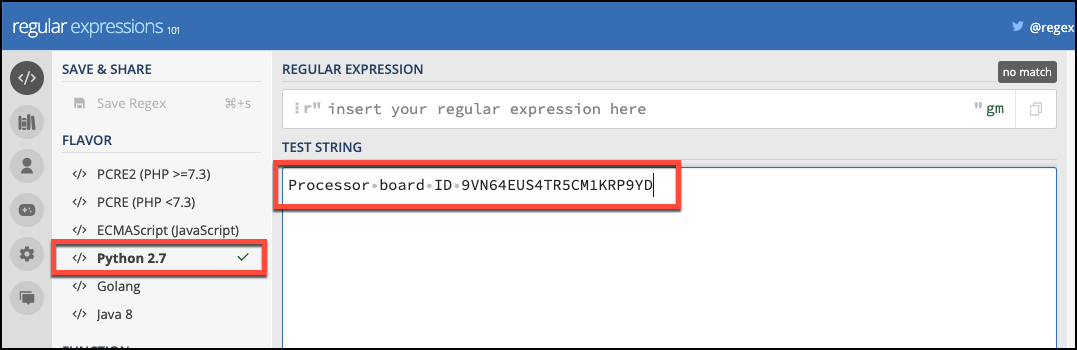 regular expressions 101
@regex
SAVE & SHARE
Save Regex ⌘+s
FLAVOR
</> PCRE2 (PHP >=7.3)
</> PCRE (PHP <7.3)
</> ECMAScript (JavaScript)
</> Python 2.7
</> Golang
</> Java 8
REGULAR EXPRESSION
no match
r" insert your regular expression here " gm
TEST STRING
Processor·board·ID·9VN64EUS4TR5CM1KRP9YD